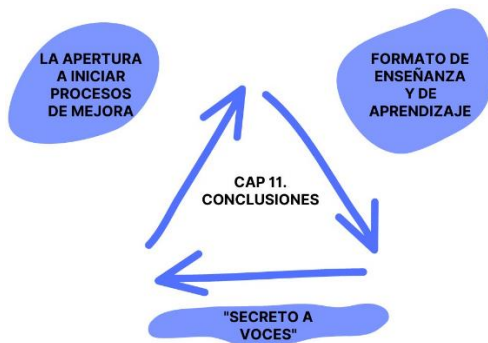 LA APERTURA
A INICIAR
PROCESOS
DE MEJORA
FORMATO DE
ENSEÑANZA
Y DE
APRENDIZAJE
CAP 11.
CONCLUSIONES
"SECRETO A
VOCES"